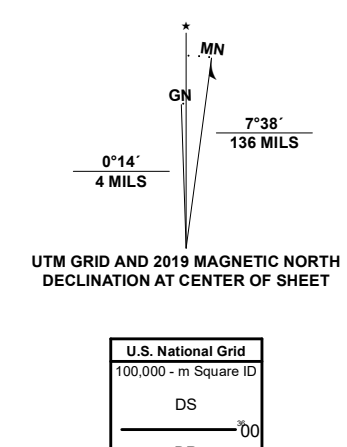 ★
MN
GN
7°38´
136 MILS
0°14´
4 MILS
UTM GRID AND 2019 MAGNETIC NORTH
DECLINATION AT CENTER OF SHEET
U.S. National Grid
100,000 - m Square ID
DS
3600